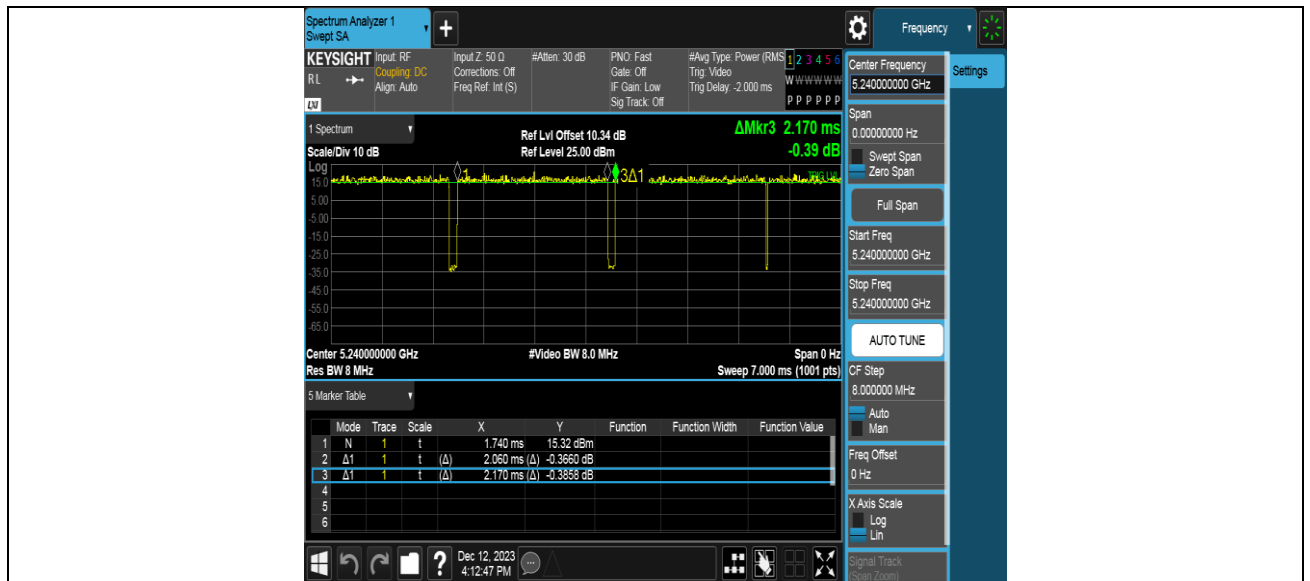 Spectrum Analyzer 1
Swept SA
+
Frequency
KEYSIGHT Input: RF Input Z: 50 Ω #Atten: 30 dB PNO: Fast #Avg Type: Power (RMS 1 2 3 4 5 6
R L Coupling: DC Corrections: Off Gate: Off Trig: Video W W W W W W
Align: Auto Freq Ref: Int (S) IF Gain: Low Trig Delay: -2.000 ms
LXI Sig Track: Off P P P P P P
1 Spectrum
Ref Lvl Offset 10.34 dB ΔMkr3 2.170 ms
Scale/Div 10 dB Ref Level 25.00 dBm -0.39 dB
Log
1 3Δ1
15.0 TRIG LVL
5.00
-5.00
-15.0
-25.0
-35.0
-45.0
-55.0
-65.0
Center 5.240000000 GHz #Video BW 8.0 MHz Span 0 Hz
Res BW 8 MHz Sweep 7.000 ms (1001 pts)
5 Marker Table
Mode Trace Scale X Y Function Function Width Function Value
1 N 1 t 1.740 ms 15.32 dBm
2 Δ1 1 t (Δ) 2.060 ms (Δ) -0.3660 dB
3 Δ1 1 t (Δ) 2.170 ms (Δ) -0.3858 dB
4
5
6
?
Dec 12, 2023
4:12:47 PM
Center Frequency
5.240000000 GHz
Settings
Span
0.00000000 Hz
Swept Span
Zero Span
Full Span
Start Freq
5.240000000 GHz
Stop Freq
5.240000000 GHz
AUTO TUNE
CF Step
8.000000 MHz
Auto
Man
Freq Offset
0 Hz
X Axis Scale
Log
Lin
Signal Track
(Span Zoom)